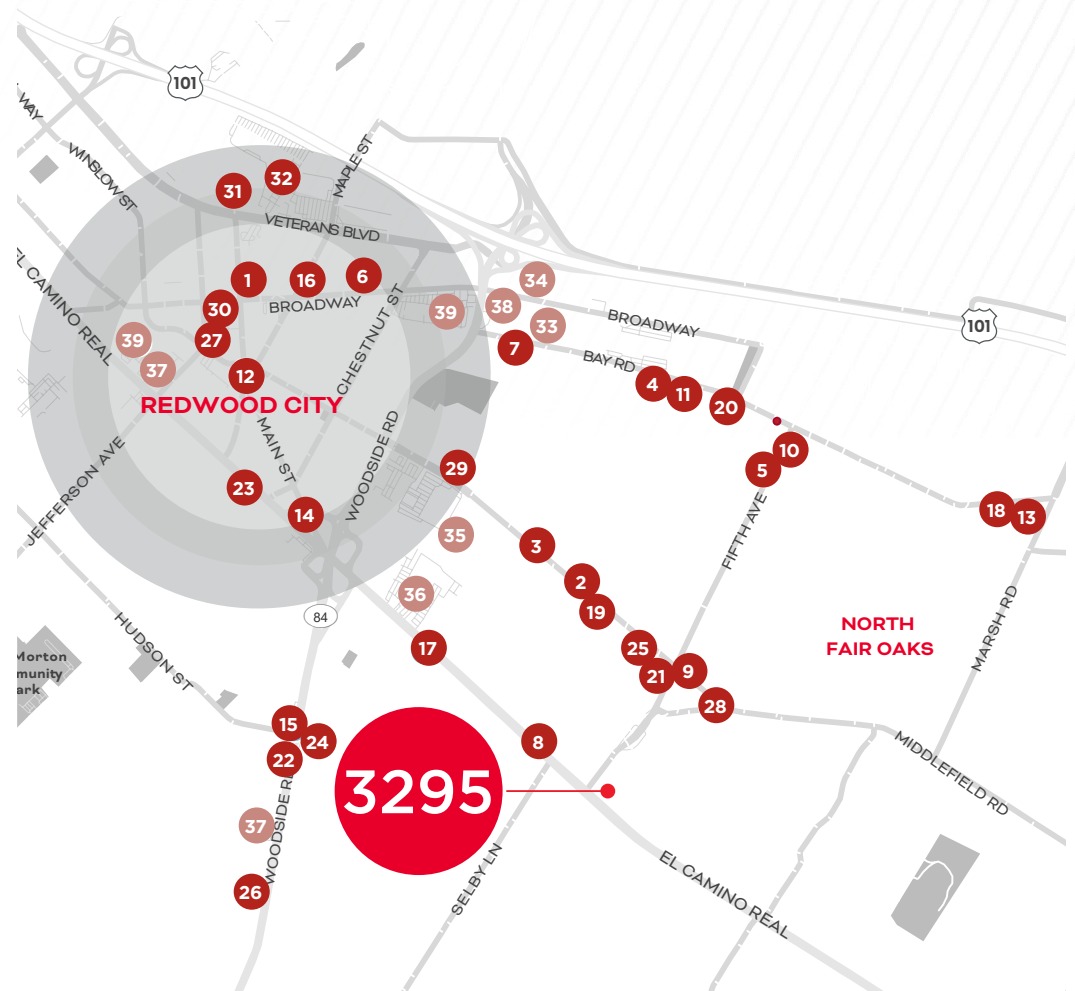 101
WAY
WINSLOW ST
MAPLE ST
32
31
VETERANS BLVD
EL CAMINO REAL
1
16
6
34
30
BROADWAY
CHESTNUT ST
39
38
33
BROADWAY
101
39
27
7
BAY RD
37
12
4
11
20
REDWOOD CITY
MAIN ST
WOODSIDE RD
10
5
JEFFERSON AVE
29
23
14
18
13
35
3
FIFTH AVE
2
36
19
84
NORTH
FAIR OAKS
MARSH RD
HUDSON ST
17
25
21
9
28
Morton
munity
ark
15
24
22
8
3295
MIDDLEFIELD RD
37
WOODSIDE RD
26
SELBY LN
EL CAMINO REAL